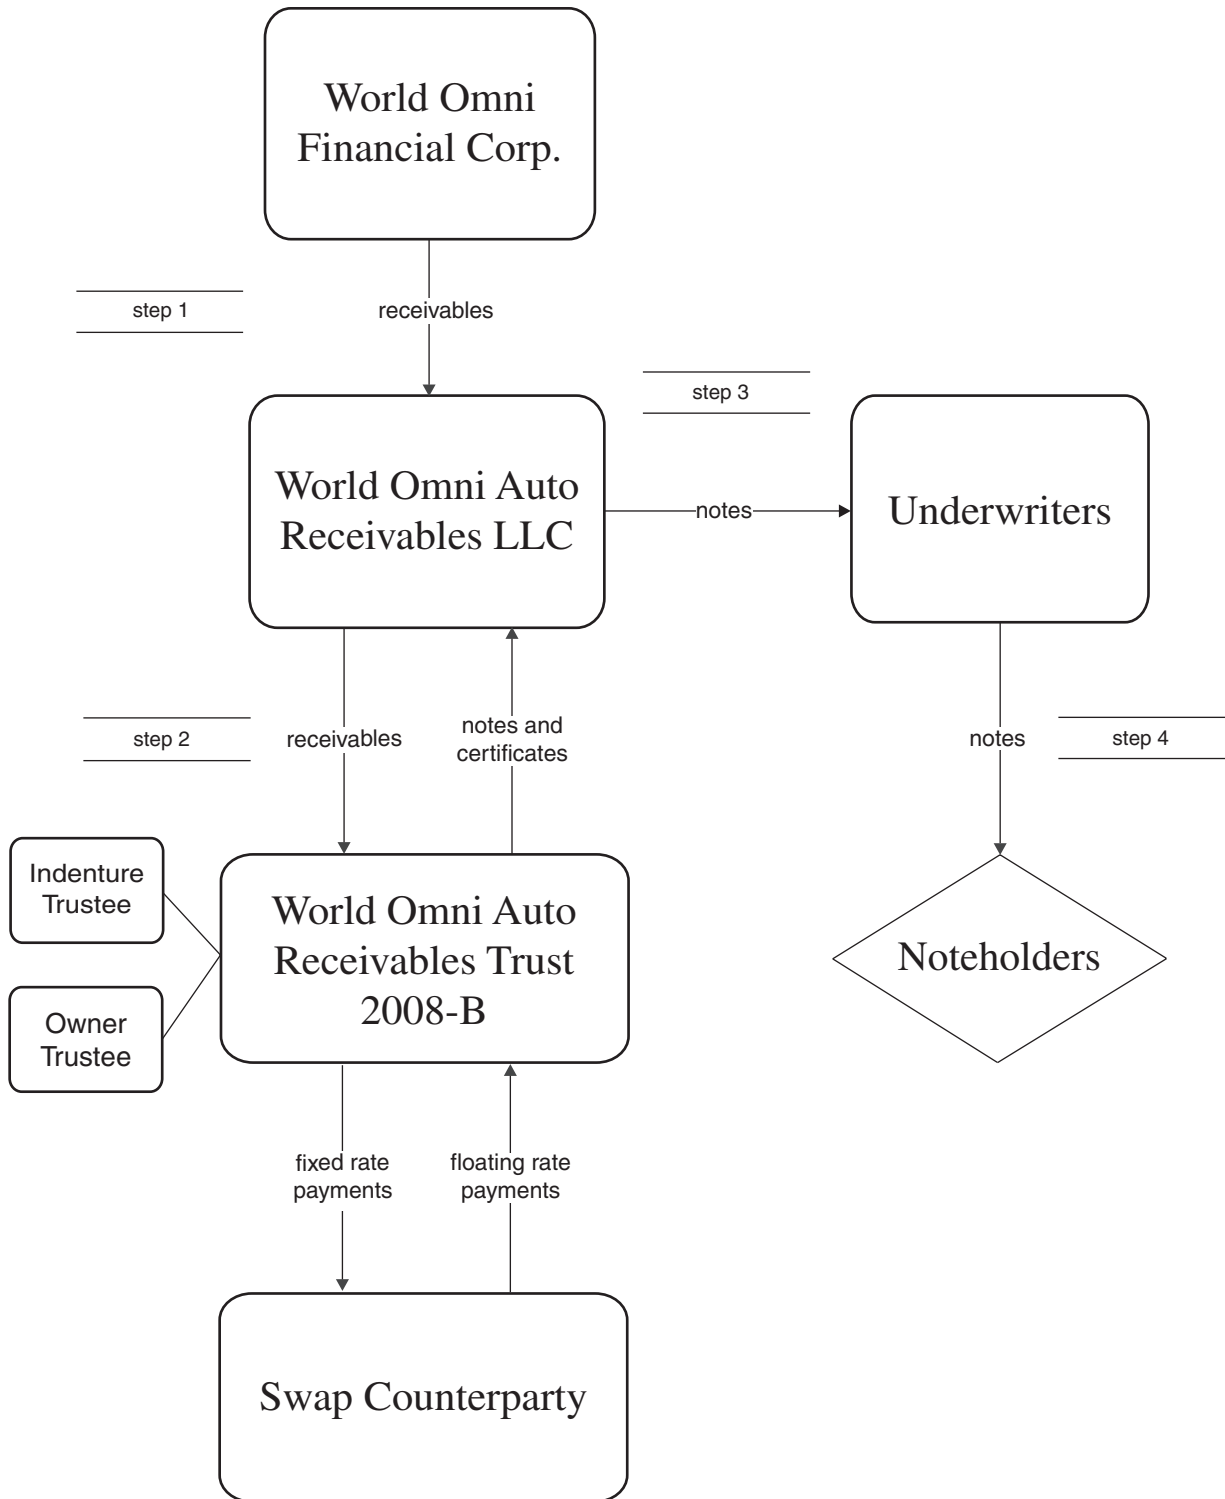 World Omni
Financial Corp.
step 1
receivables
step 3
World Omni Auto
Receivables LLC
notes
Underwriters
step 2
receivables
notes and
certificates
notes
step 4
Indenture
Trustee
Owner
Trustee
World Omni Auto
Receivables Trust
2008-B
Noteholders
fixed rate
payments
floating rate
payments
Swap Counterparty